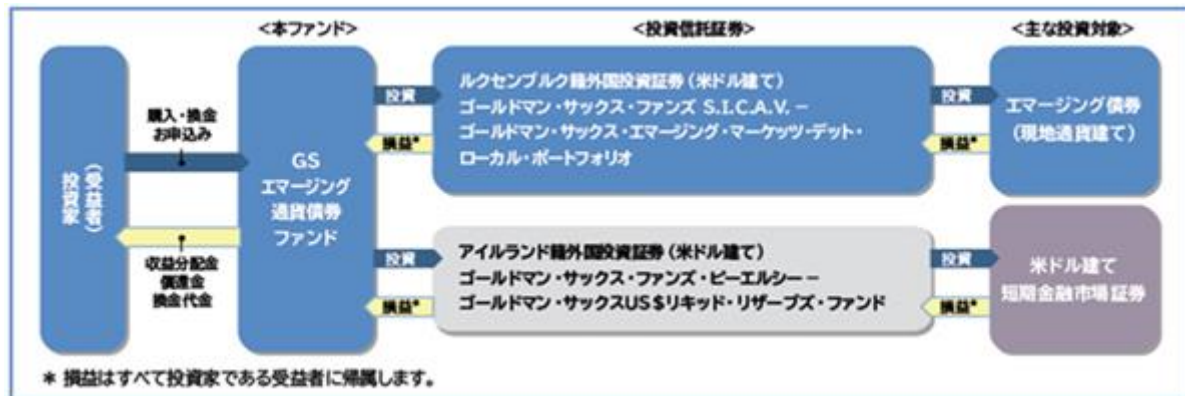 <本ファンド>
<投資信託証券>
<主な投資対象>
(受益者)
投資家
購入・換金
お申込み
収益分配金
償還金
換金代金
GS
エマージング
通貨債券
ファンド
投資
損益*
ルクセンブルク籍外国投資証券(米ドル建て)
ゴールドマン・サックス・ファンズ S.I.C.A.V. −
ゴールドマン・サックス・エマージング・マーケッツ・デット・
ローカル・ポートフォリオ
投資
損益*
エマージング債券
(現地通貨建て)
投資
損益*
アイルランド籍外国投資証券(米ドル建て)
ゴールドマン・サックス・ファンズ・ピーエルシー −
ゴールドマン・サックスUS$リキッド・リザーブズ・ファンド
投資
損益*
米ドル建て
短期金融市場証券
* 損益はすべて投資家である受益者に帰属します。